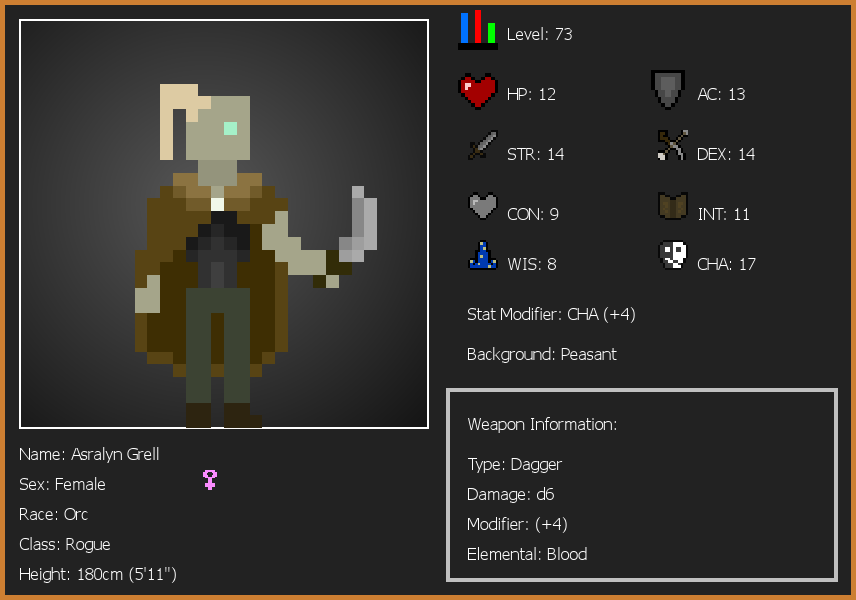 Level: 73
HP: 12
AC: 13
STR: 14
DEX: 14
CON: 9
INT: 11
WIS: 8
CHA: 17
Stat Modifier: CHA (+4)
Background: Peasant
Weapon Information:
Type: Dagger
Damage: d6
Modifier: (+4)
Elemental: Blood
Name: Asralyn Grell
Sex: Female
Race: Orc
Class: Rogue
Height: 180cm (5'11")